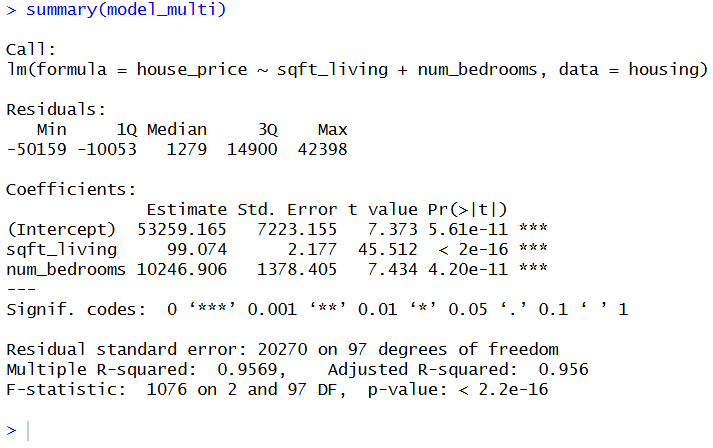 > summary(model_multi)

Call:
lm(formula = house_price ~ sqft_living + num_bedrooms, data = housing)

Residuals:
   Min     1Q Median     3Q    Max
-50159 -10053   1279  14900  42398

Coefficients:
              Estimate Std. Error t value Pr(>|t|)
(Intercept)  53259.165   7223.155   7.373 5.61e-11 ***
sqft_living     99.074      2.177  45.512  < 2e-16 ***
num_bedrooms 10246.906   1378.405   7.434 4.20e-11 ***
---
Signif. codes:  0 ‘***’ 0.001 ‘**’ 0.01 ‘*’ 0.05 ‘.’ 0.1 ‘ ’ 1

Residual standard error: 20270 on 97 degrees of freedom
Multiple R-squared:  0.9569,	Adjusted R-squared:  0.956
F-statistic:  1076 on 2 and 97 DF,  p-value: < 2.2e-16

>